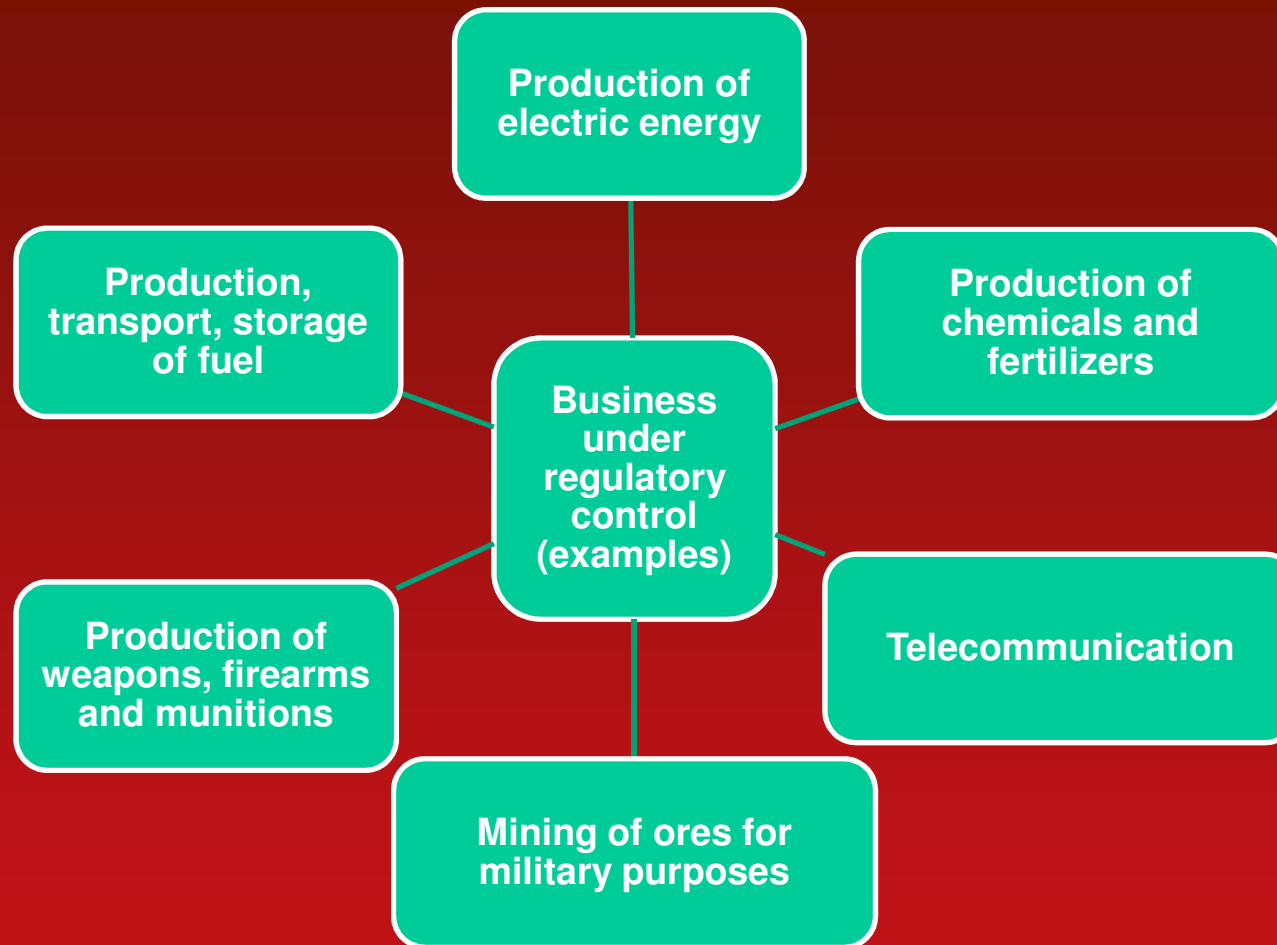 Production of
electric energy
Production,
transport, storage
of fuel
Production of
chemicals and
fertilizers
Business
under
regulatory
control
(examples)
Production of
weapons, firearms
and munitions
Telecommunication
Mining of ores for
military purposes